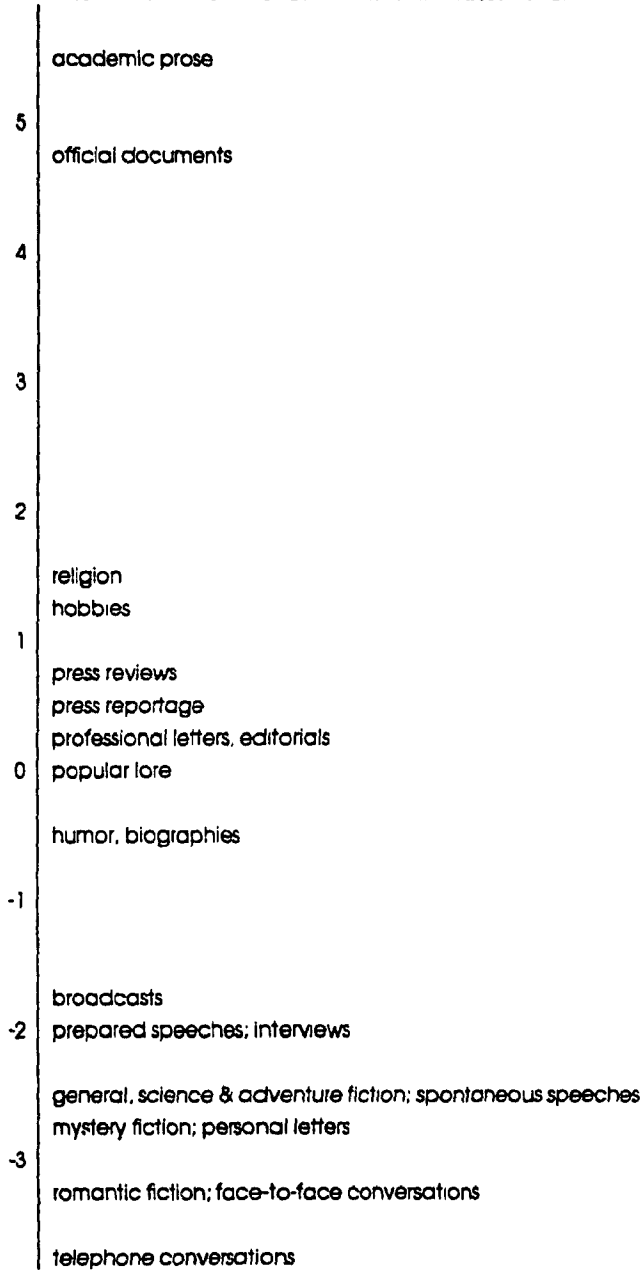 academic prose
5
official documents
4
3
2
religion
hobbies
1
press reviews
press reportage
professional letters, editorials
0 popular lore
humor, biographies
-1
broadcasts
-2 prepared speeches; interviews
general, science & adventure fiction; spontaneous speeches
mystery fiction; personal letters
-3
romantic fiction; face-to-face conversations
telephone conversations